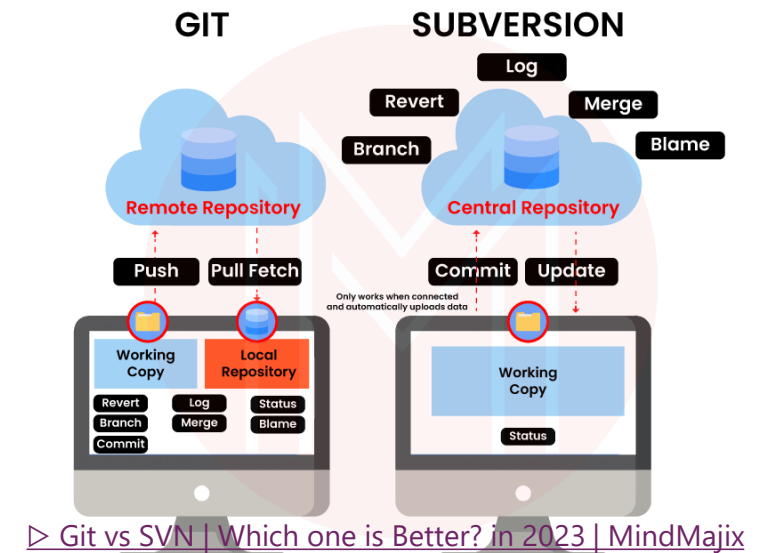 GIT
SUBVERSION
Log
Revert
Merge
Branch
Blame
Remote Repository
Central Repository
Push
Pull Fetch
Commit
Update
Only works when connected
and automatically uploads data
Working
Copy
Local
Repository
Revert
Log
Status
Branch
Merge
Blame
Commit
Working
Copy
Status
▷ Git vs SVN | Which one is Better? in 2023 | MindMajix